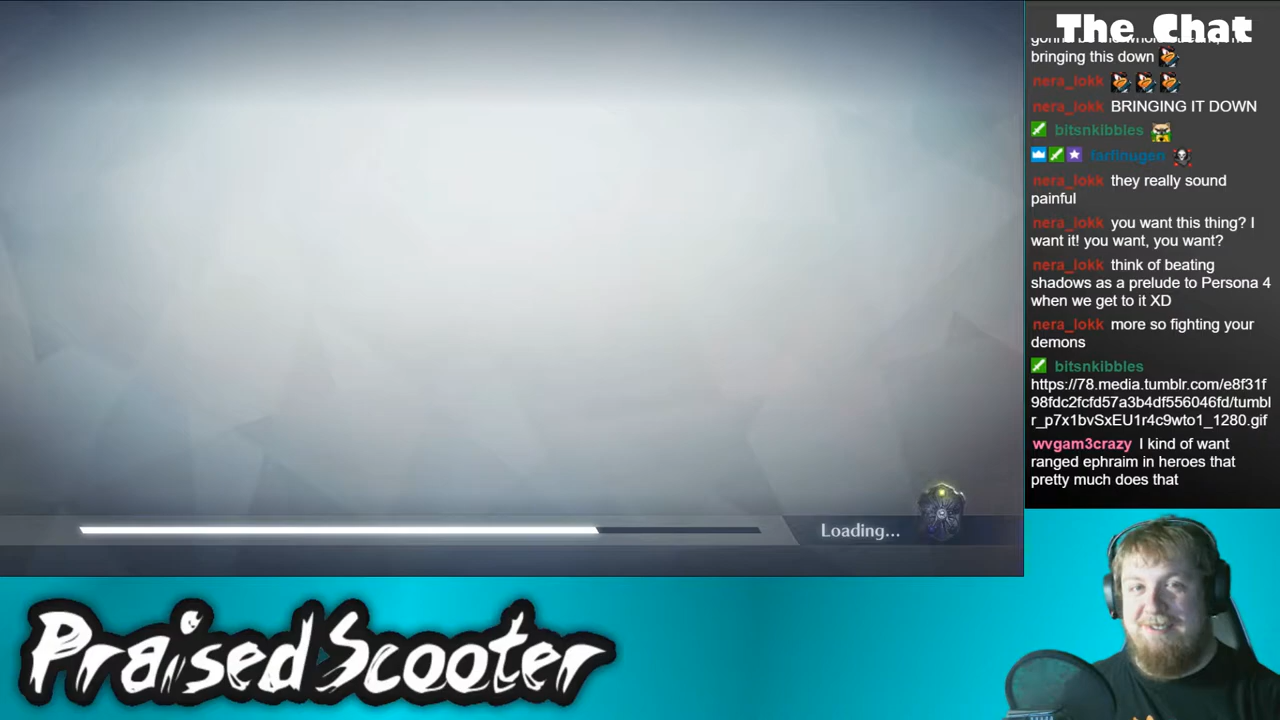 The Chat
bringing this down
nera_lokk
nera_lokk BRINGING IT DOWN
bitsnkibbles
tarfinugen
nera_lokk they really sound
painful
nera_lokk you want this thing? I
want it! you want, you want?
nera_lokk think of beating
shadows as a prelude to Persona 4
when we get to it XD
nera_lokk more so fighting your
demons
bitsnkibbles
https://78.media.tumblr.com/e8f31f
98fdc2fcfd57a3b4df556046fd/tumbl
r_p7x1bvSxEU1r4c9wto1_1280.gif
wvgam3crazy I kind of want
ranged ephraim in heroes that
pretty much does that
Loading...
PraisedScooter